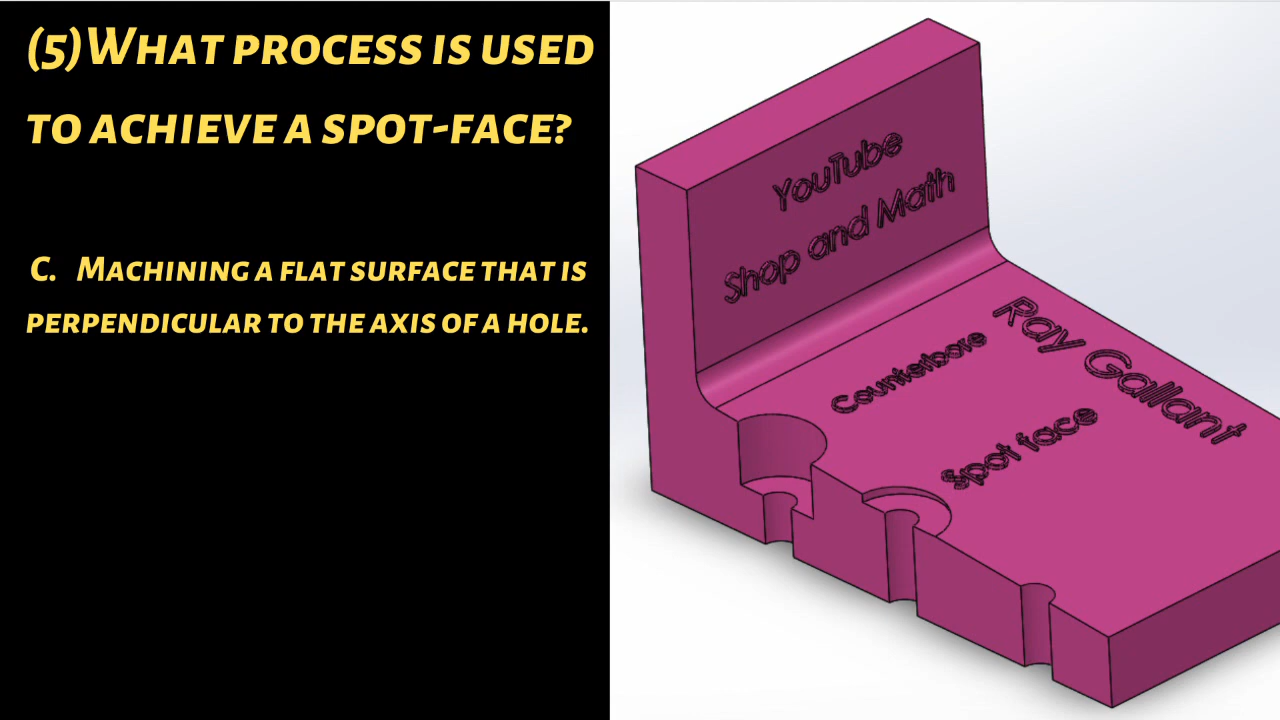 (5)What process is used
to achieve a spot-face?
C. Machining a flat surface that is
perpendicular to the axis of a hole.
YouTube
Shop and Math
Counterbore
Ray Gallant
Spot face